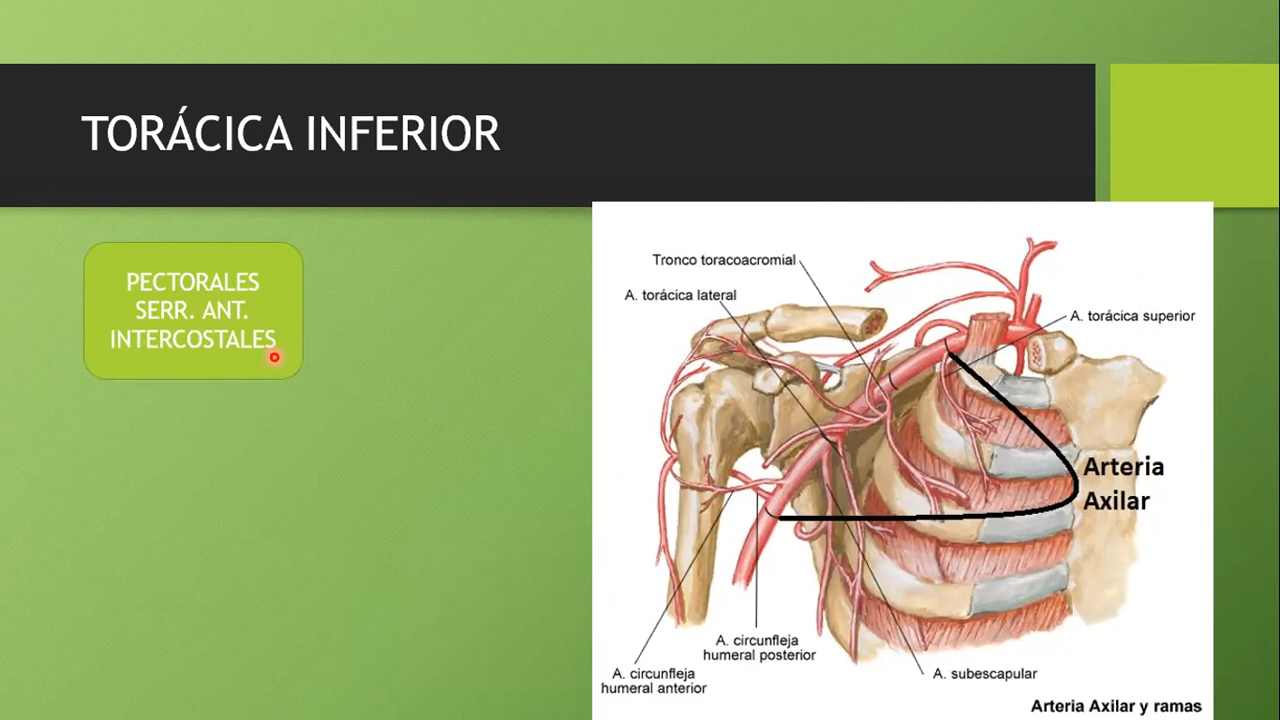 TORÁCICA INFERIOR
PECTORALES
SERR. ANT.
INTERCOSTALES
Tronco toracoacromial
A. torácica lateral
A. torácica superior
Arteria
Axilar
A. circunfleja
humeral posterior
A. circunfleja
humeral anterior
A. subescapular
Arteria Axilar y ramas